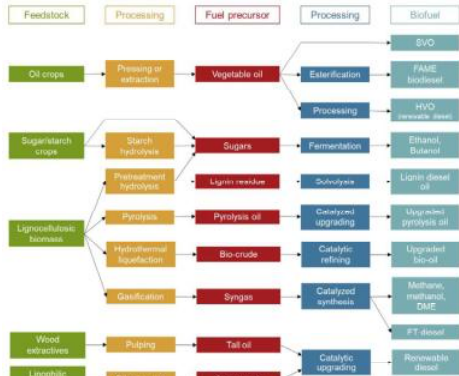 Feedstock
Processing
Fuel precursor
Processing
Biofuel
SVO
Oil crops
Pressing or
extraction
Vegetable oil
Esterification
FAME
biodiesel
Processing
HVO
(renewable diesel)
Sugar/starch
crops
Starch
hydrolysis
Sugars
Fermentation
Ethanol,
Butanol
Pretreatment
hydrolysis
Lignin residue
Solvolysis
Lignin diesel
oil
Lignocellulosic
biomass
Pyrolysis
Pyrolysis oil
Catalyzed
upgrading
Upgraded
pyrolysis oil
Hydrothermal
liquefaction
Bio-crude
Catalytic
refining
Upgraded
bio-oil
Gasification
Syngas
Catalyzed
synthesis
Methane,
methanol,
DME
FT diesel
Wood
extractives
Pulping
Tall oil
Catalytic
upgrading
Renewable
diesel